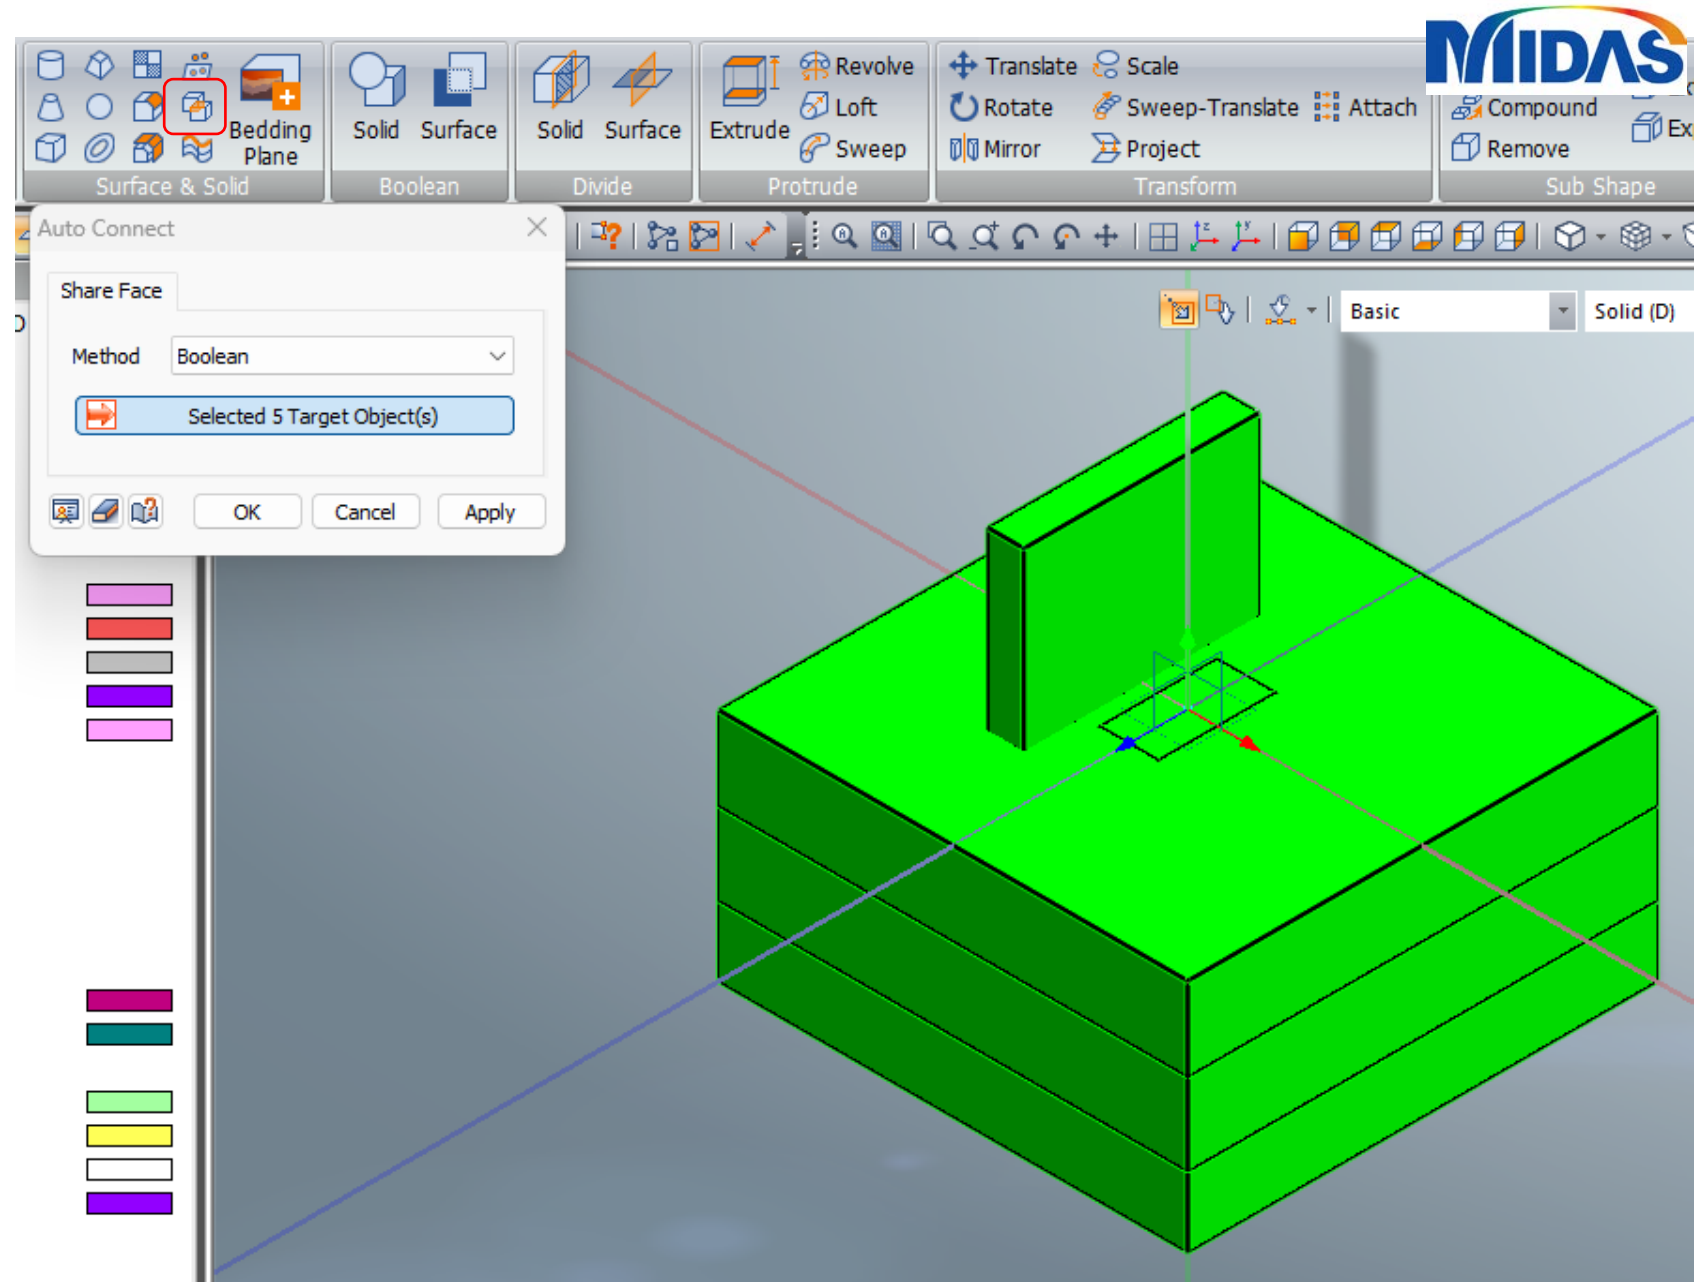 MIDAS
Revolve
Translate
Scale
Loft
Rotate
Sweep-Translate
Attach
Compound
Bedding
Plane
Solid
Surface
Solid
Surface
Extrude
Sweep
Mirror
Project
Remove
Ex
Surface & Solid
Boolean
Divide
Protrude
Transform
Sub Shape
Auto Connect
Share Face
Basic
Solid (D)
Method
Boolean
Selected 5 Target Object(s)
OK
Cancel
Apply